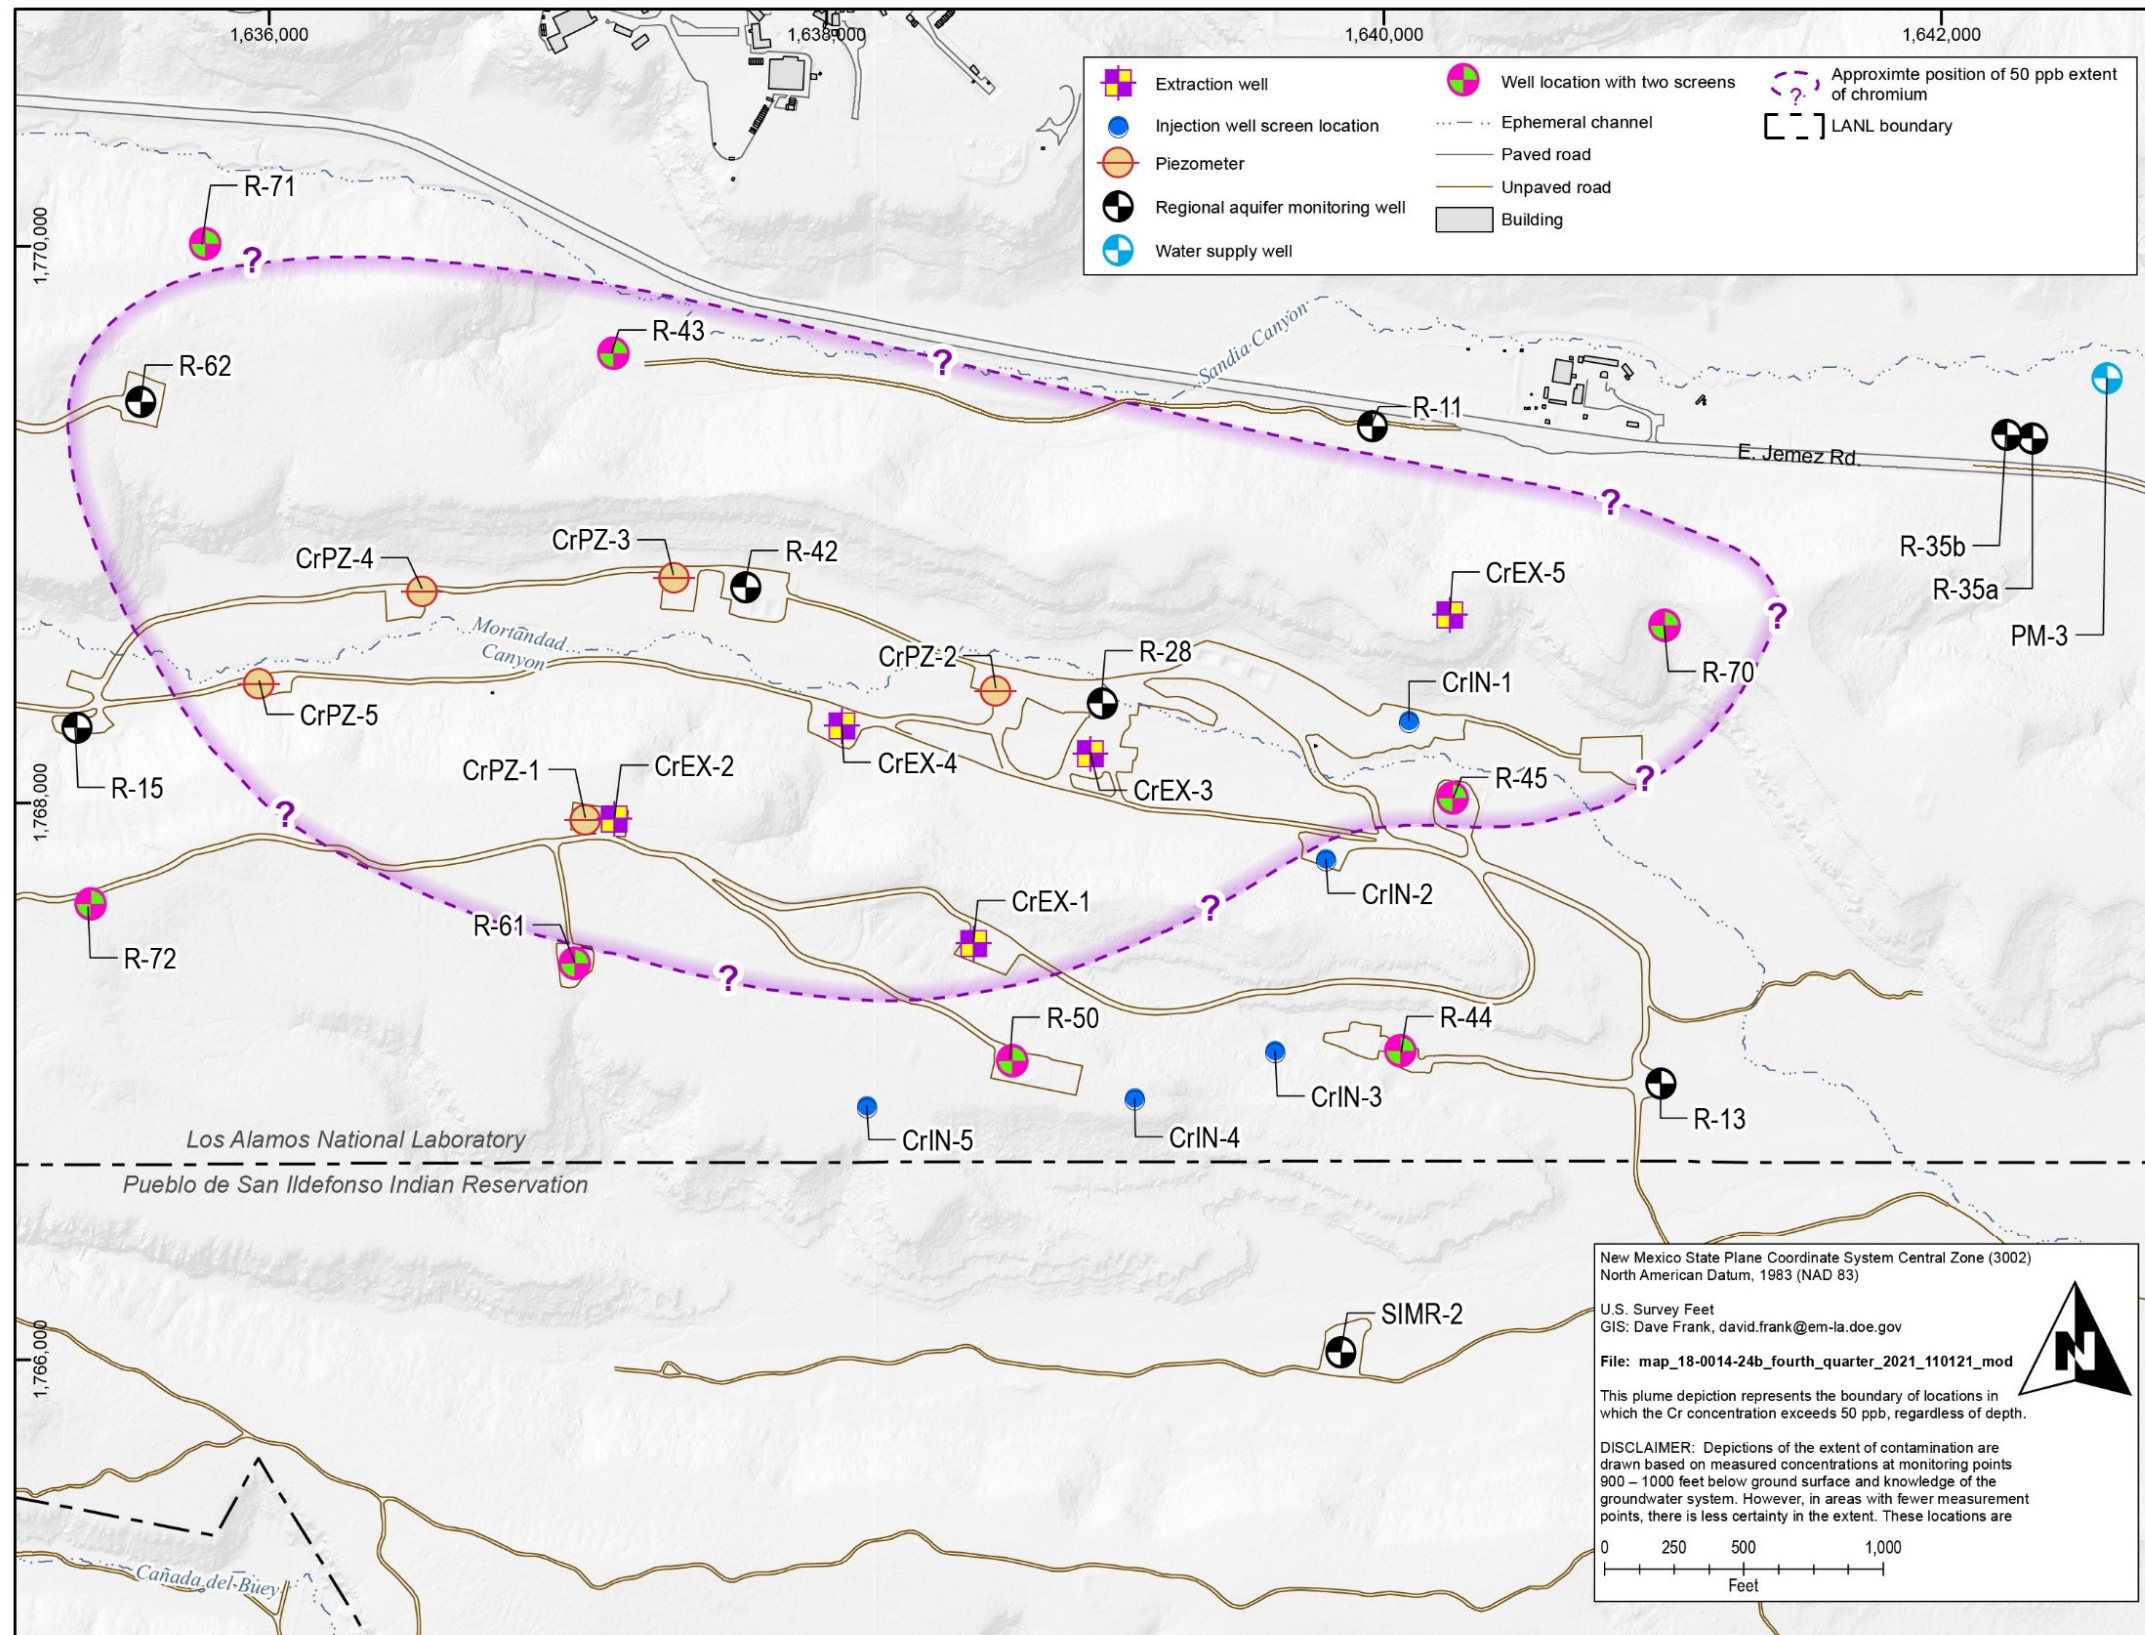 1,636,000
1,638,000
1,640,000
1,642,000
Extraction well
Injection well screen location
Piezometer
Regional aquifer monitoring well
Water supply well
Well location with two screens
Ephemeral channel
Paved road
Unpaved road
Building
?
Approximte position of 50 ppb extent
of chromium
LANL boundary
1,770,000
R-71
?
R-43
?
Sandia Canyon
R-62
R-11
E. Jemez Rd.
?
R-35b
R-35a
PM-3
CrPZ-4
CrPZ-3
R-42
CrEX-5
?
R-70
Mortandad
Canyon
CrPZ-2
R-28
CrIN-1
CrPZ-5
CrEX-4
CrEX-3
R-45
?
R-15
CrPZ-1
CrEX-2
1,768,000
?
CrIN-2
?
CrEX-1
R-61
R-72
?
R-50
R-44
CrIN-3
R-13
CrIN-5
CrIN-4
Los Alamos National Laboratory
Pueblo de San Ildefonso Indian Reservation
SIMR-2
1,766,000
Cañada del Buey
New Mexico State Plane Coordinate System Central Zone (3002)
North American Datum, 1983 (NAD 83)
U.S. Survey Feet
GIS: Dave Frank, david.frank@em-la.doe.gov
File: map_18-0014-24b_fourth_quarter_2021_110121_mod
N
This plume depiction represents the boundary of locations in
which the Cr concentration exceeds 50 ppb, regardless of depth.
DISCLAIMER: Depictions of the extent of contamination are
drawn based on measured concentrations at monitoring points
900 – 1000 feet below ground surface and knowledge of the
groundwater system. However, in areas with fewer measurement
points, there is less certainty in the extent. These locations are
0 250 500 1,000
Feet